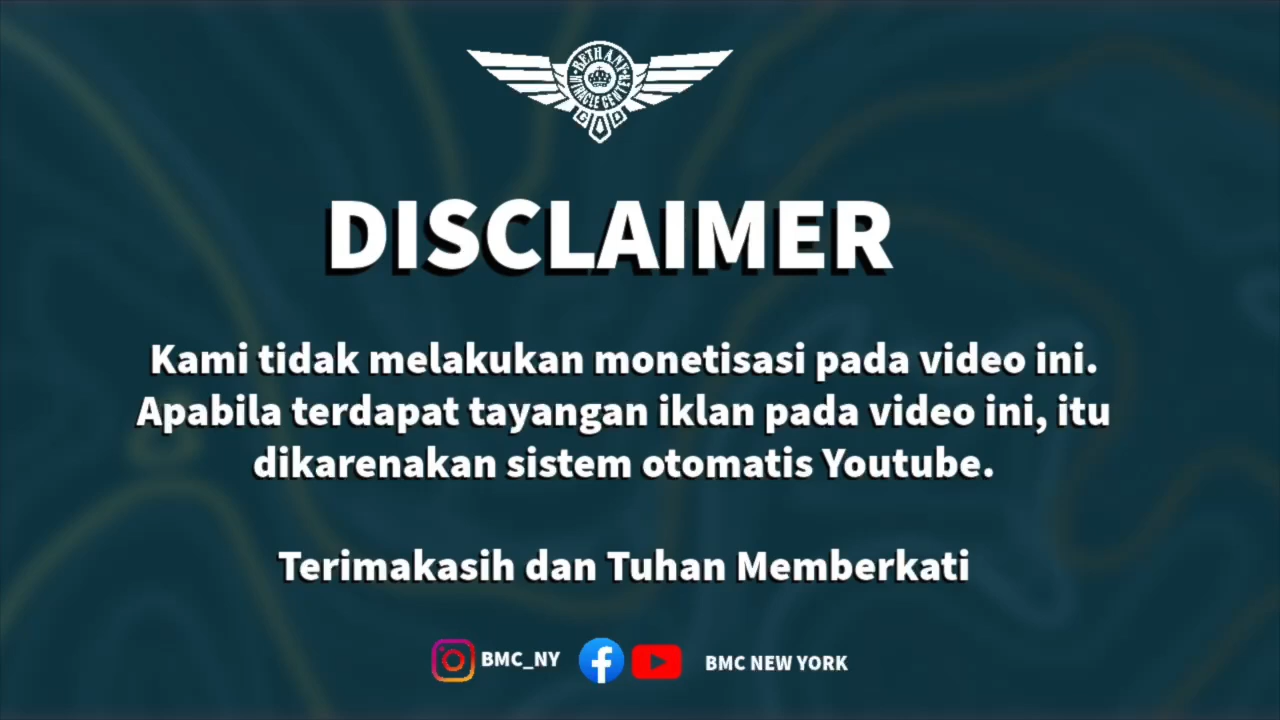 BETHANY
MIRACLE CENTER
DISCLAIMER
Kami tidak melakukan monetisasi pada video ini.
Apabila terdapat tayangan iklan pada video ini, itu
dikarenakan sistem otomatis Youtube.
Terimakasih dan Tuhan Memberkati
BMC_NY BMC NEW YORK